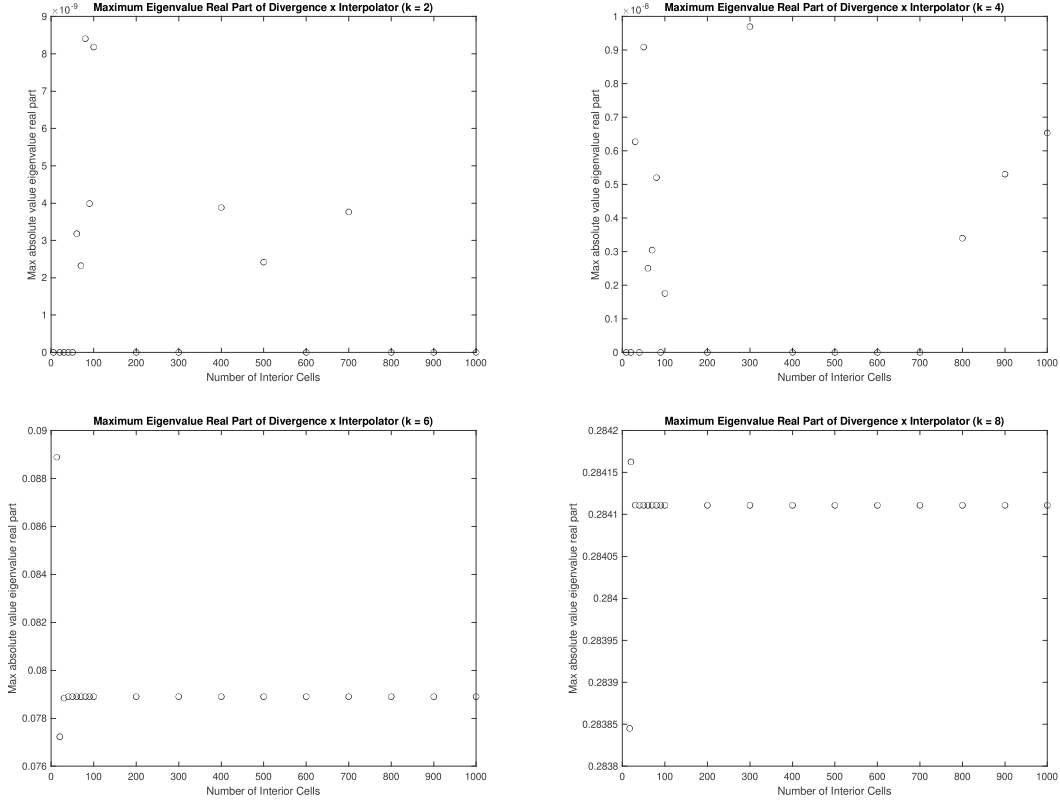 Maximum Eigenvalue Real Part of Divergence x Interpolator (k = 2)
×10⁻⁹
9
8
7
6
5
4
3
2
1
0
Max absolute value eigenvalue real part
0 100 200 300 400 500 600 700 800 900 1000
Number of Interior Cells
Maximum Eigenvalue Real Part of Divergence x Interpolator (k = 4)
×10⁻⁸
1
0.9
0.8
0.7
0.6
0.5
0.4
0.3
0.2
0.1
0
Max absolute value eigenvalue real part
0 100 200 300 400 500 600 700 800 900 1000
Number of Interior Cells
Maximum Eigenvalue Real Part of Divergence x Interpolator (k = 6)
0.09
0.088
0.086
0.084
0.082
0.08
0.078
0.076
Max absolute value eigenvalue real part
0 100 200 300 400 500 600 700 800 900 1000
Number of Interior Cells
Maximum Eigenvalue Real Part of Divergence x Interpolator (k = 8)
0.2842
0.28415
0.2841
0.28405
0.284
0.28395
0.2839
0.28385
0.2838
Max absolute value eigenvalue real part
0 100 200 300 400 500 600 700 800 900 1000
Number of Interior Cells